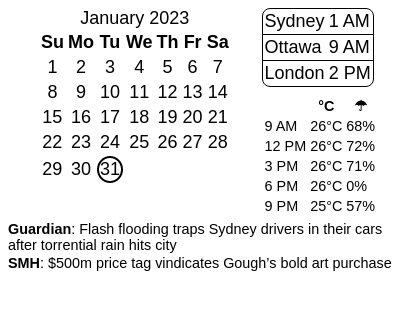 January 2023
Su Mo Tu We Th Fr Sa
1 2 3 4 5 6 7
8 9 10 11 12 13 14
15 16 17 18 19 20 21
22 23 24 25 26 27 28
29 30 31
Sydney 1 AM
Ottawa 9 AM
London 2 PM
°C ☂
9 AM 26°C 68%
12 PM 26°C 72%
3 PM 26°C 71%
6 PM 26°C 0%
9 PM 25°C 57%
Guardian: Flash flooding traps Sydney drivers in their cars
after torrential rain hits city
SMH: $500m price tag vindicates Gough’s bold art purchase